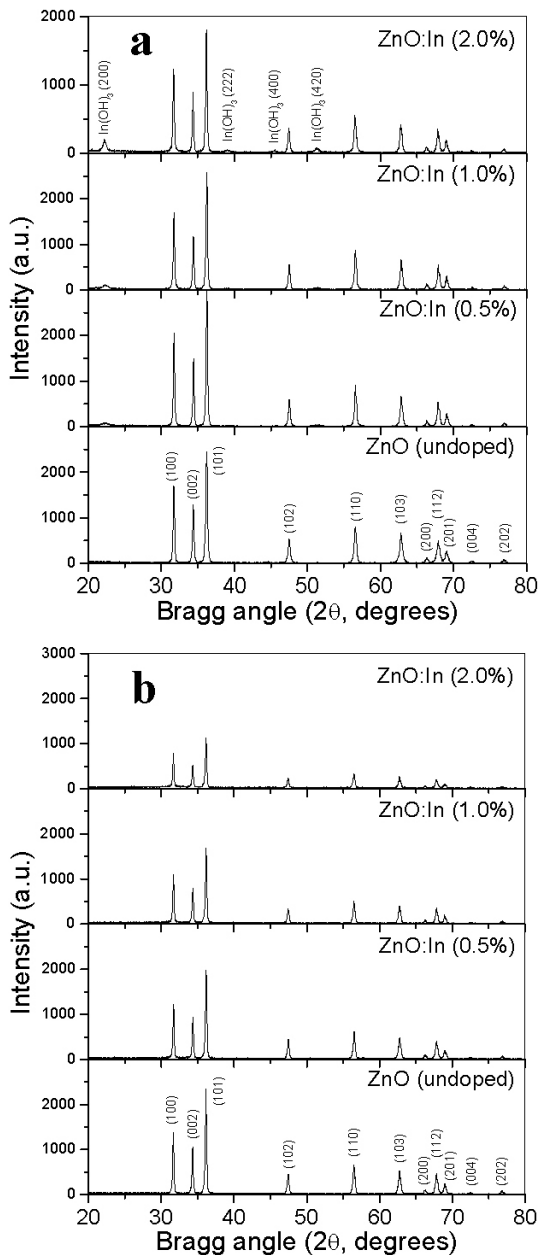 a
ZnO:In (2.0%)
2000
1000
0
In(OH)3 (200)
In(OH)3 (222)
In(OH)3 (400)
In(OH)3 (420)
ZnO:In (1.0%)
2000
1000
0
ZnO:In (0.5%)
2000
1000
0
ZnO (undoped)
2000
1000
0
(100)
(002)
(101)
(102)
(110)
(103)
(200)
(112)
(201)
(004)
(202)
20 30 40 50 60 70 80
Bragg angle (2θ, degrees)
Intensity (a.u.)
b
ZnO:In (2.0%)
3000
2000
1000
0
ZnO:In (1.0%)
2000
1000
0
ZnO:In (0.5%)
2000
1000
0
ZnO (undoped)
2000
1000
0
(100)
(002)
(101)
(102)
(110)
(103)
(200)
(112)
(201)
(004)
(202)
20 30 40 50 60 70 80
Bragg angle (2θ, degrees)
Intensity (a.u.)